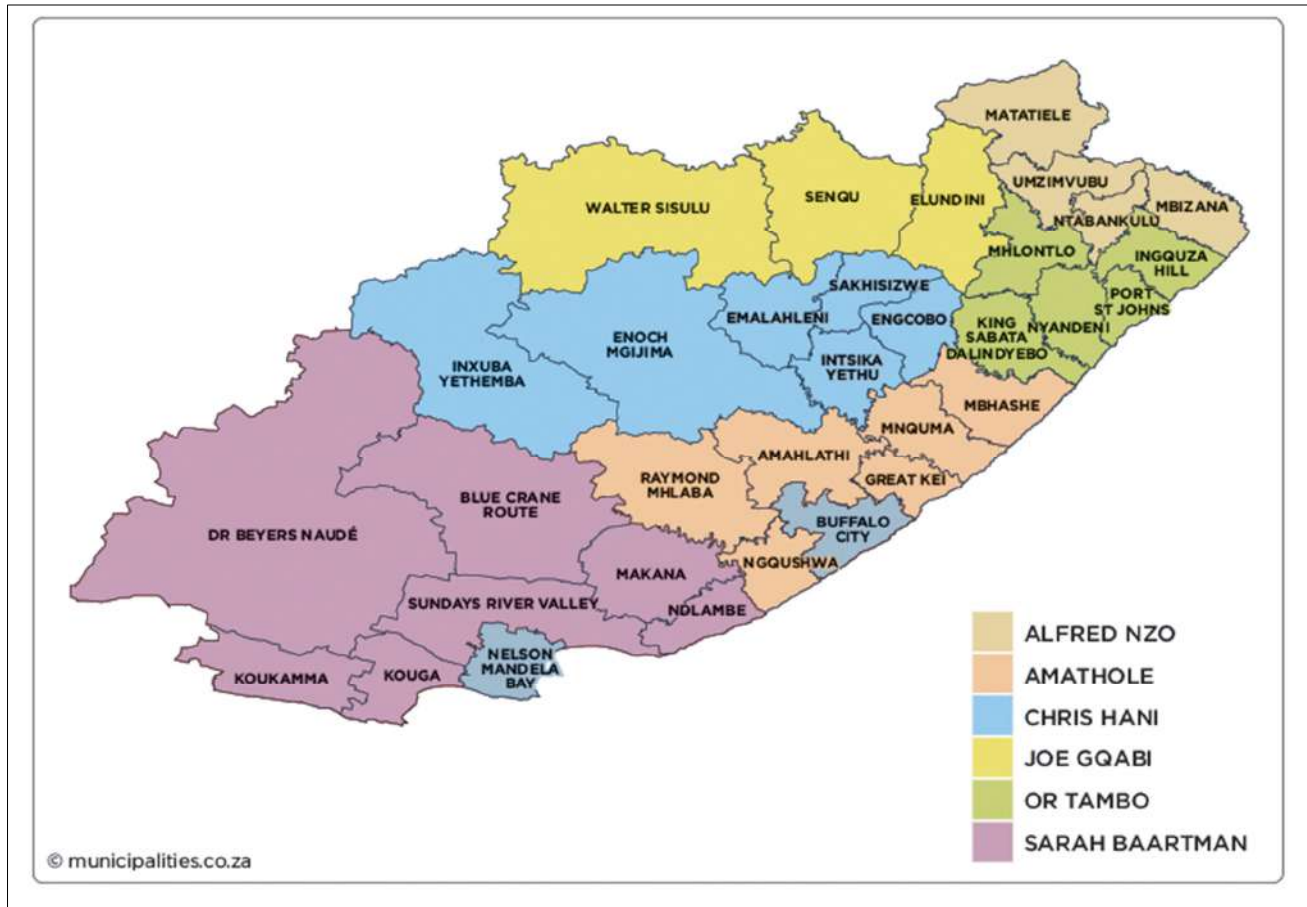 MATATIELE
UMZIMVUBU
MBIZANA
NTABANKULU
ELUNDINI
SENQU
WALTER SISULU
MHLONTLO
INGQUZA
HILL
PORT
ST JOHNS
NYANDENI
KING
SABATA
DALINDYEBO
SAKHISIZWE
EMALAHLENI
ENGCOBO
ENOCH
MGIJIMA
INTSIKA
YETHU
INXUBA
YETHEMBA
MBHASHE
MNQUMA
AMAHLATHI
GREAT KEI
RAYMOND
MHLABA
BUFFALO
CITY
NGQUSHWA
BLUE CRANE
ROUTE
DR BEYERS NAUDÉ
MAKANA
SUNDAYS RIVER VALLEY
NDLAMBE
NELSON
MANDELA
BAY
KOUGA
KOUKAMMA
ALFRED NZO
AMATHOLE
CHRIS HANI
JOE GQABI
OR TAMBO
SARAH BAARTMAN
© municipalities.co.za